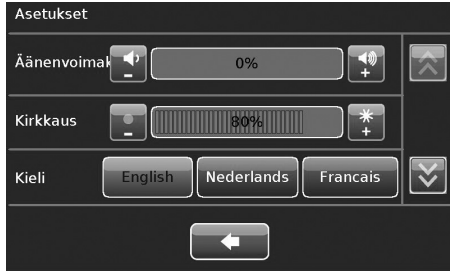 Asetukset
Äänenvoimak - 0% +
Kirkkaus - 80% +
Kieli English Nederlands Francais